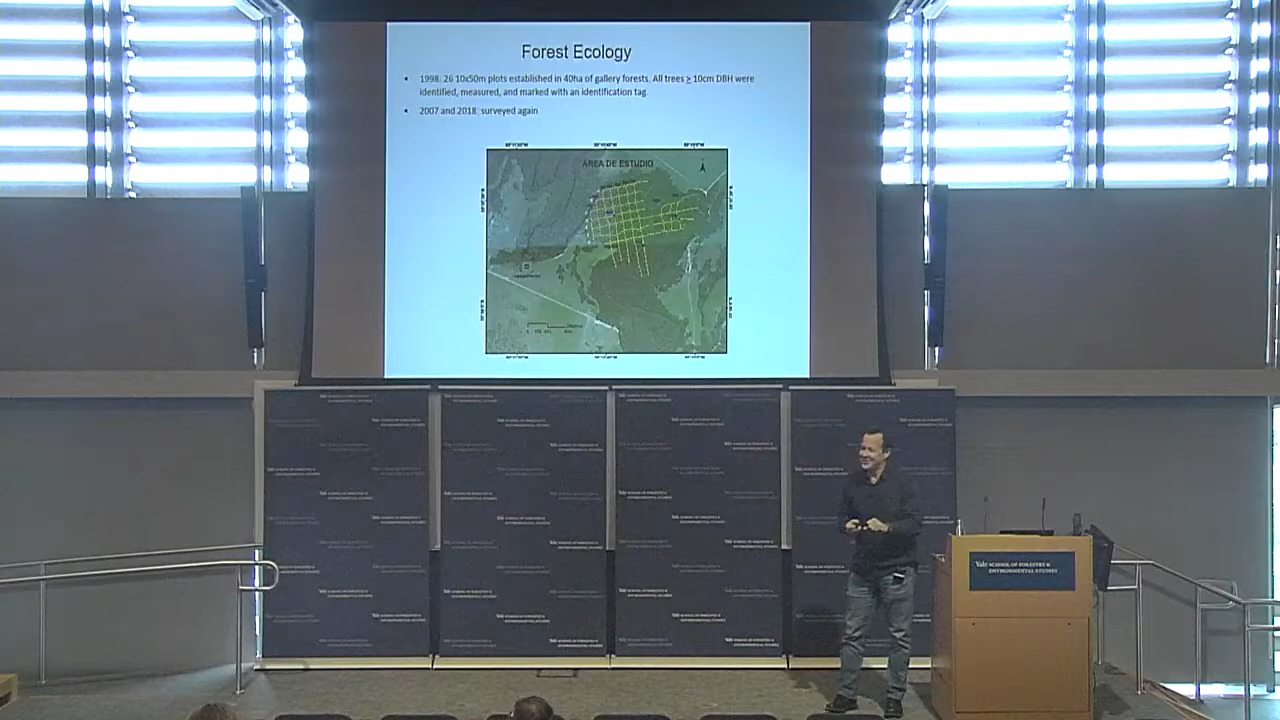 Forest Ecology
• 1998: 26 10x50m plots established in 40ha of gallery forests. All trees ≥ 10cm DBH were
identified, measured, and marked with an identification tag.
• 2007 and 2018: surveyed again
ÁREA DE ESTUDIO
Yale SCHOOL OF FORESTRY &
ENVIRONMENTAL STUDIES